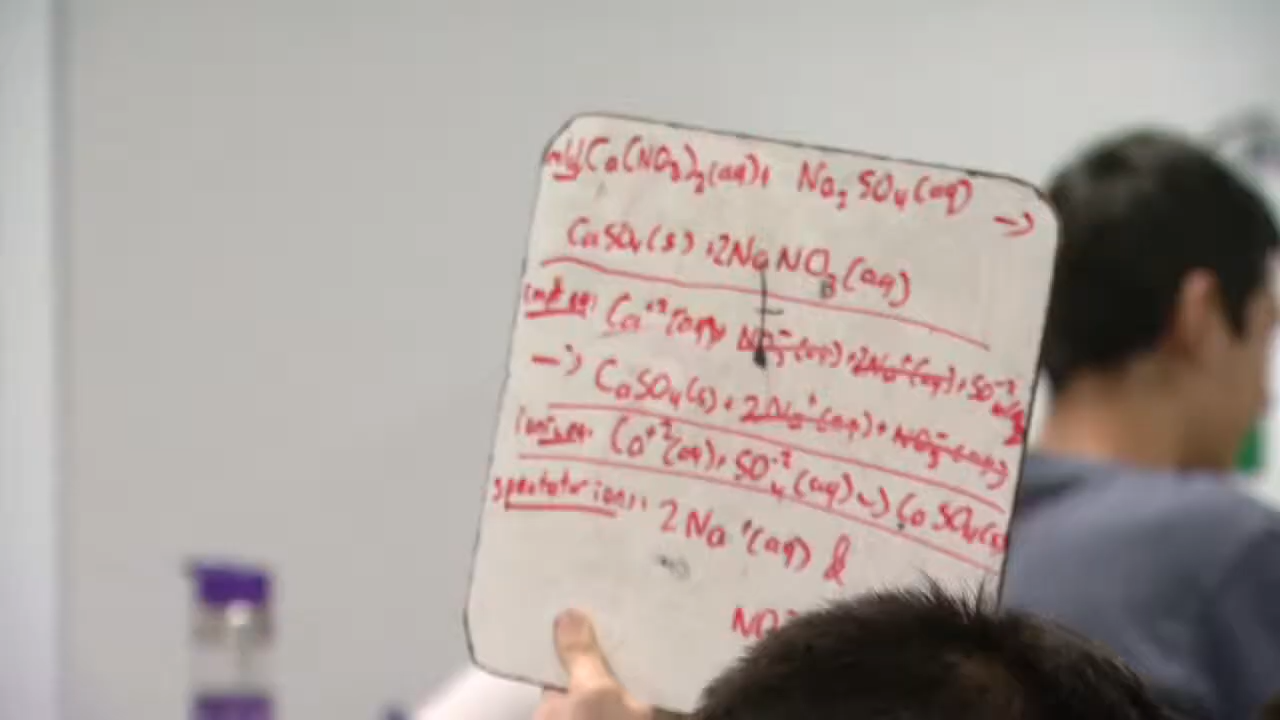 Ca(NO3)2(aq) + Na2SO4(aq) →
CaSO4(s) + 2NaNO3(aq)
Ca+2(aq) + NO3-(aq) + 2Na+(aq) + SO4-2
→ CaSO4(s) + 2Na+(aq) + NO3-(aq)
Ca+2(aq) + SO4-2(aq) → CaSO4(s)
spectator ions: 2Na+(aq) &
NO3-